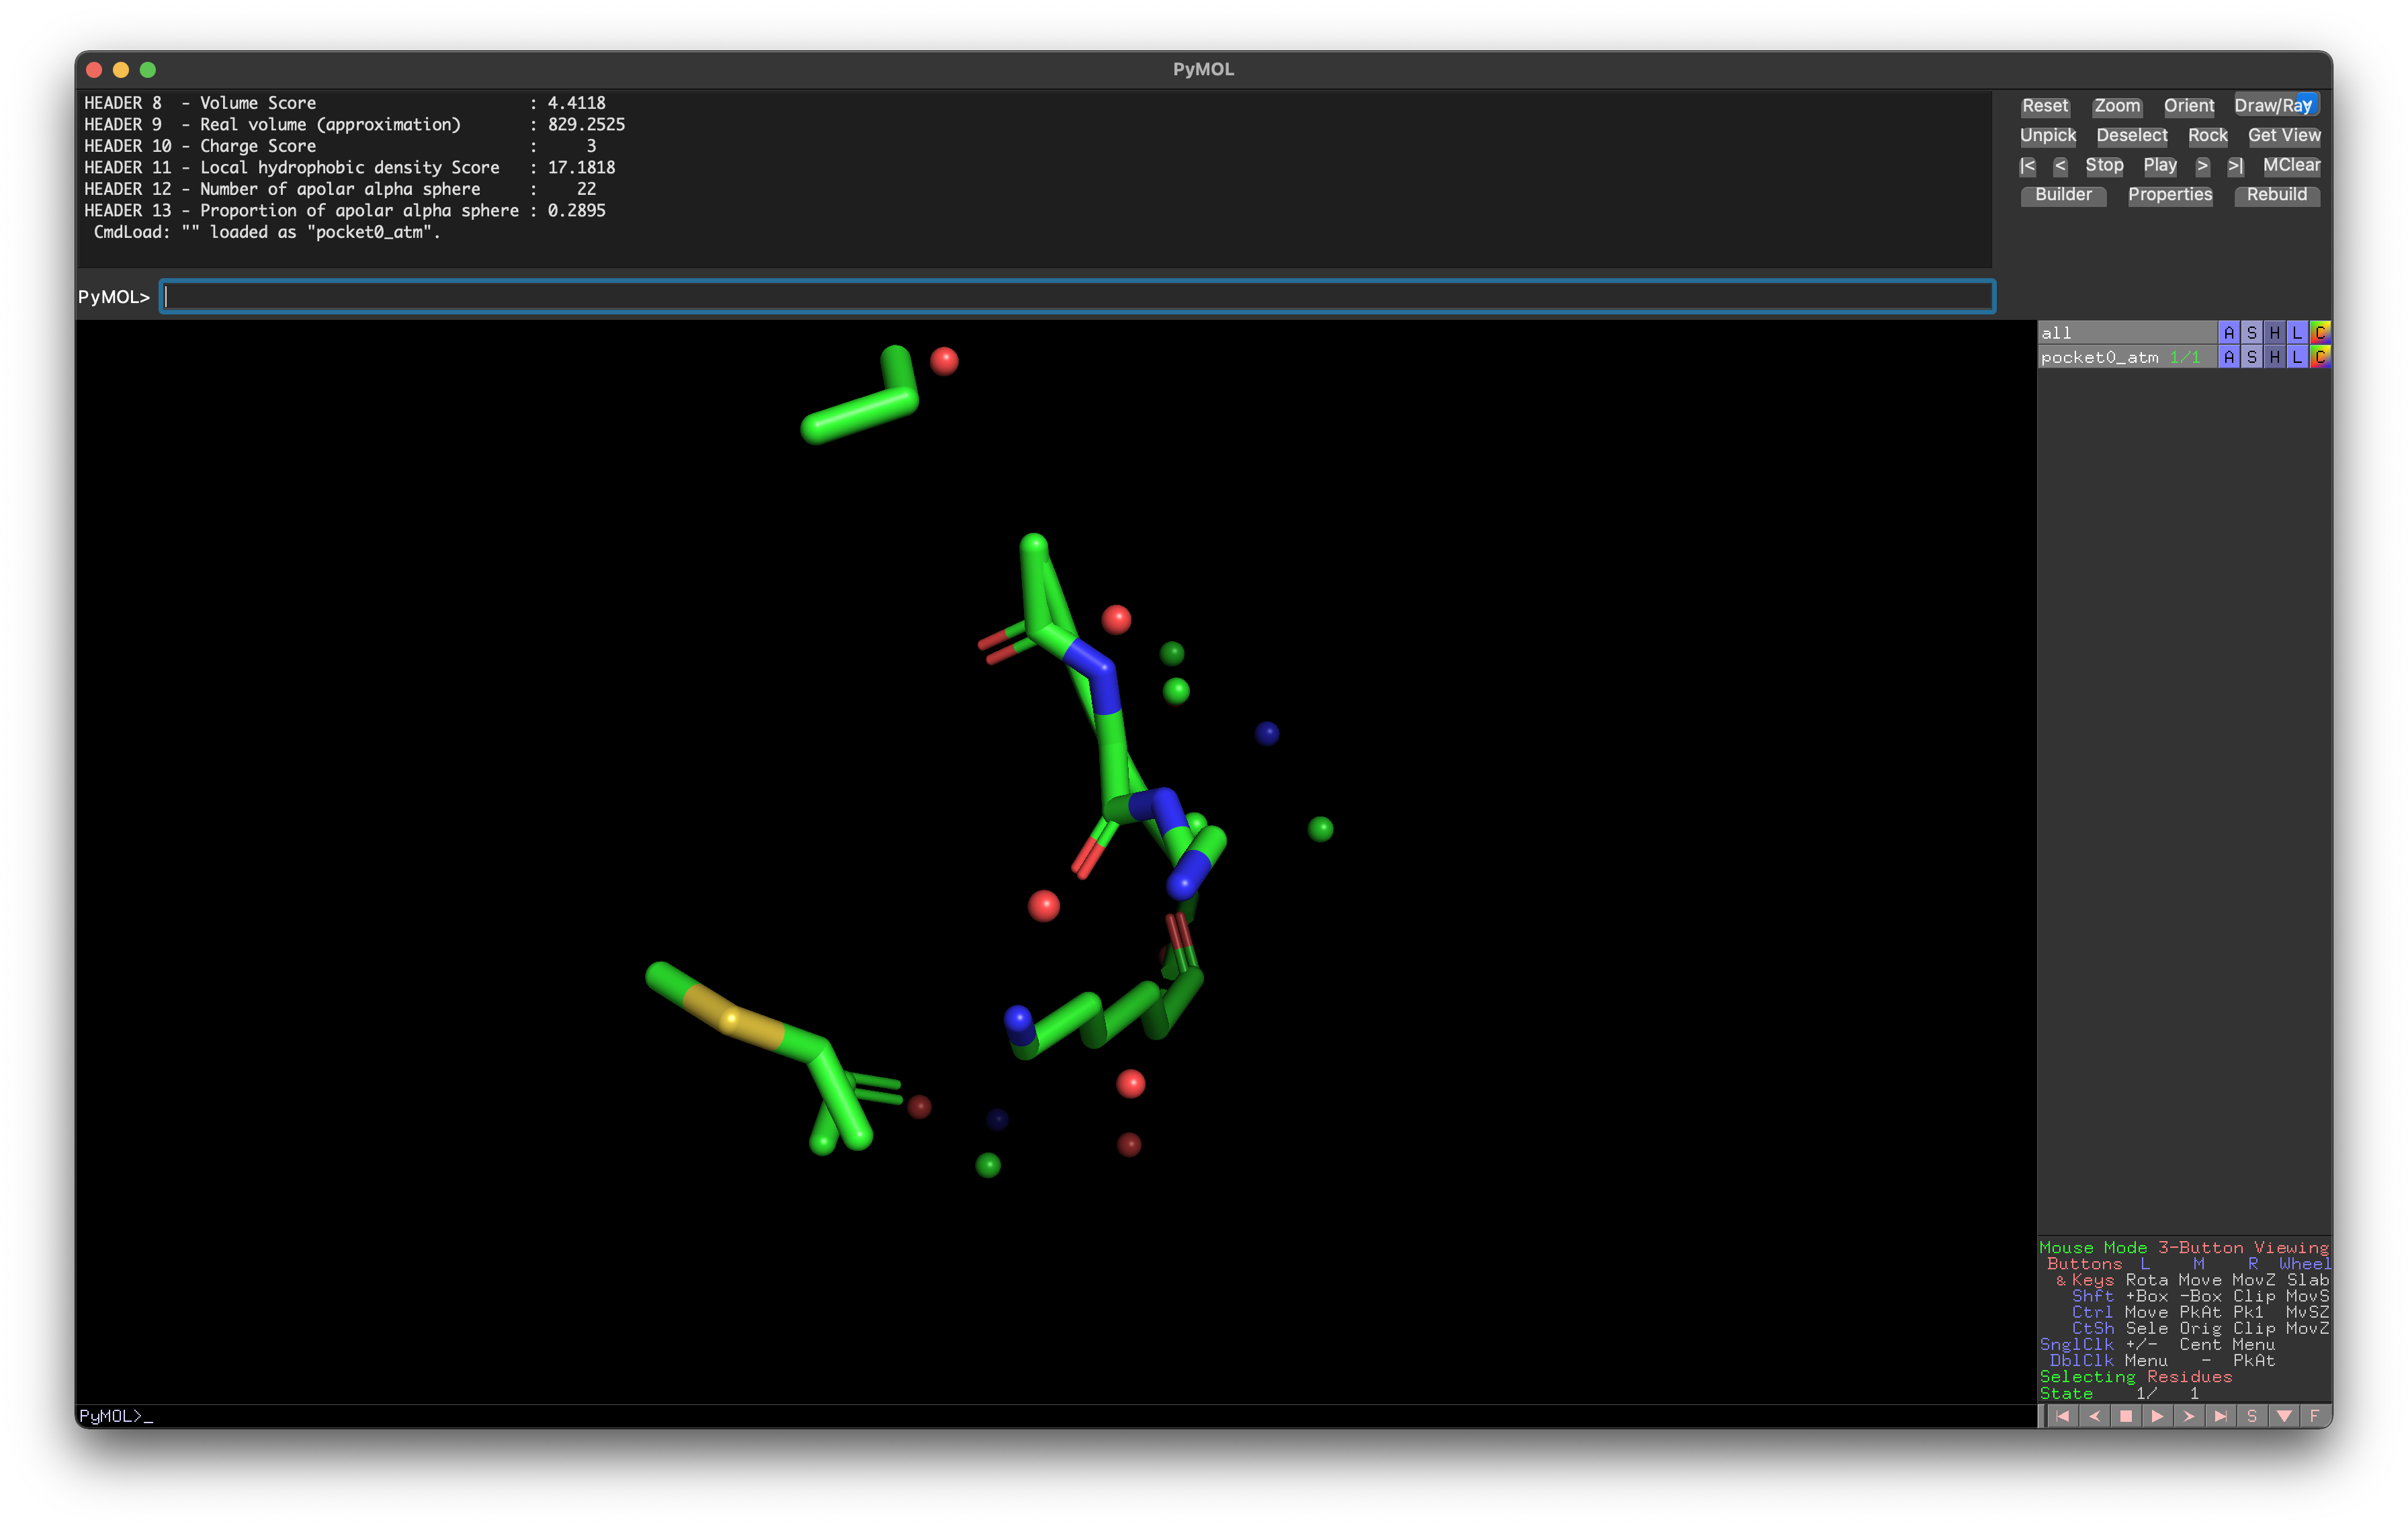 PyMOL
HEADER 8  - Volume Score                      : 4.4118
HEADER 9  - Real volume (approximation)       : 829.2525
HEADER 10 - Charge Score                      :     3
HEADER 11 - Local hydrophobic density Score   : 17.1818
HEADER 12 - Number of apolar alpha sphere     :    22
HEADER 13 - Proportion of apolar alpha sphere : 0.2895
CmdLoad: "" loaded as "pocket0_atm".
Reset Zoom Orient Draw/Ray
Unpick Deselect Rock Get View
|< < Stop Play > >| MClear
Builder Properties Rebuild
PyMOL>
all A S H L C
pocket0_atm 1/1 A S H L C
Mouse Mode 3-Button Viewing
Buttons L M R Wheel
& Keys Rota Move MovZ Slab
Shft +Box -Box Clip MovS
Ctrl Move PkAt Pk1 MvSZ
CtSh Sele Orig Clip MovZ
SnglClk +/- Cent Menu
DblClk Menu - PkAt
Selecting Residues
State 1/ 1
PyMOL>_
S F